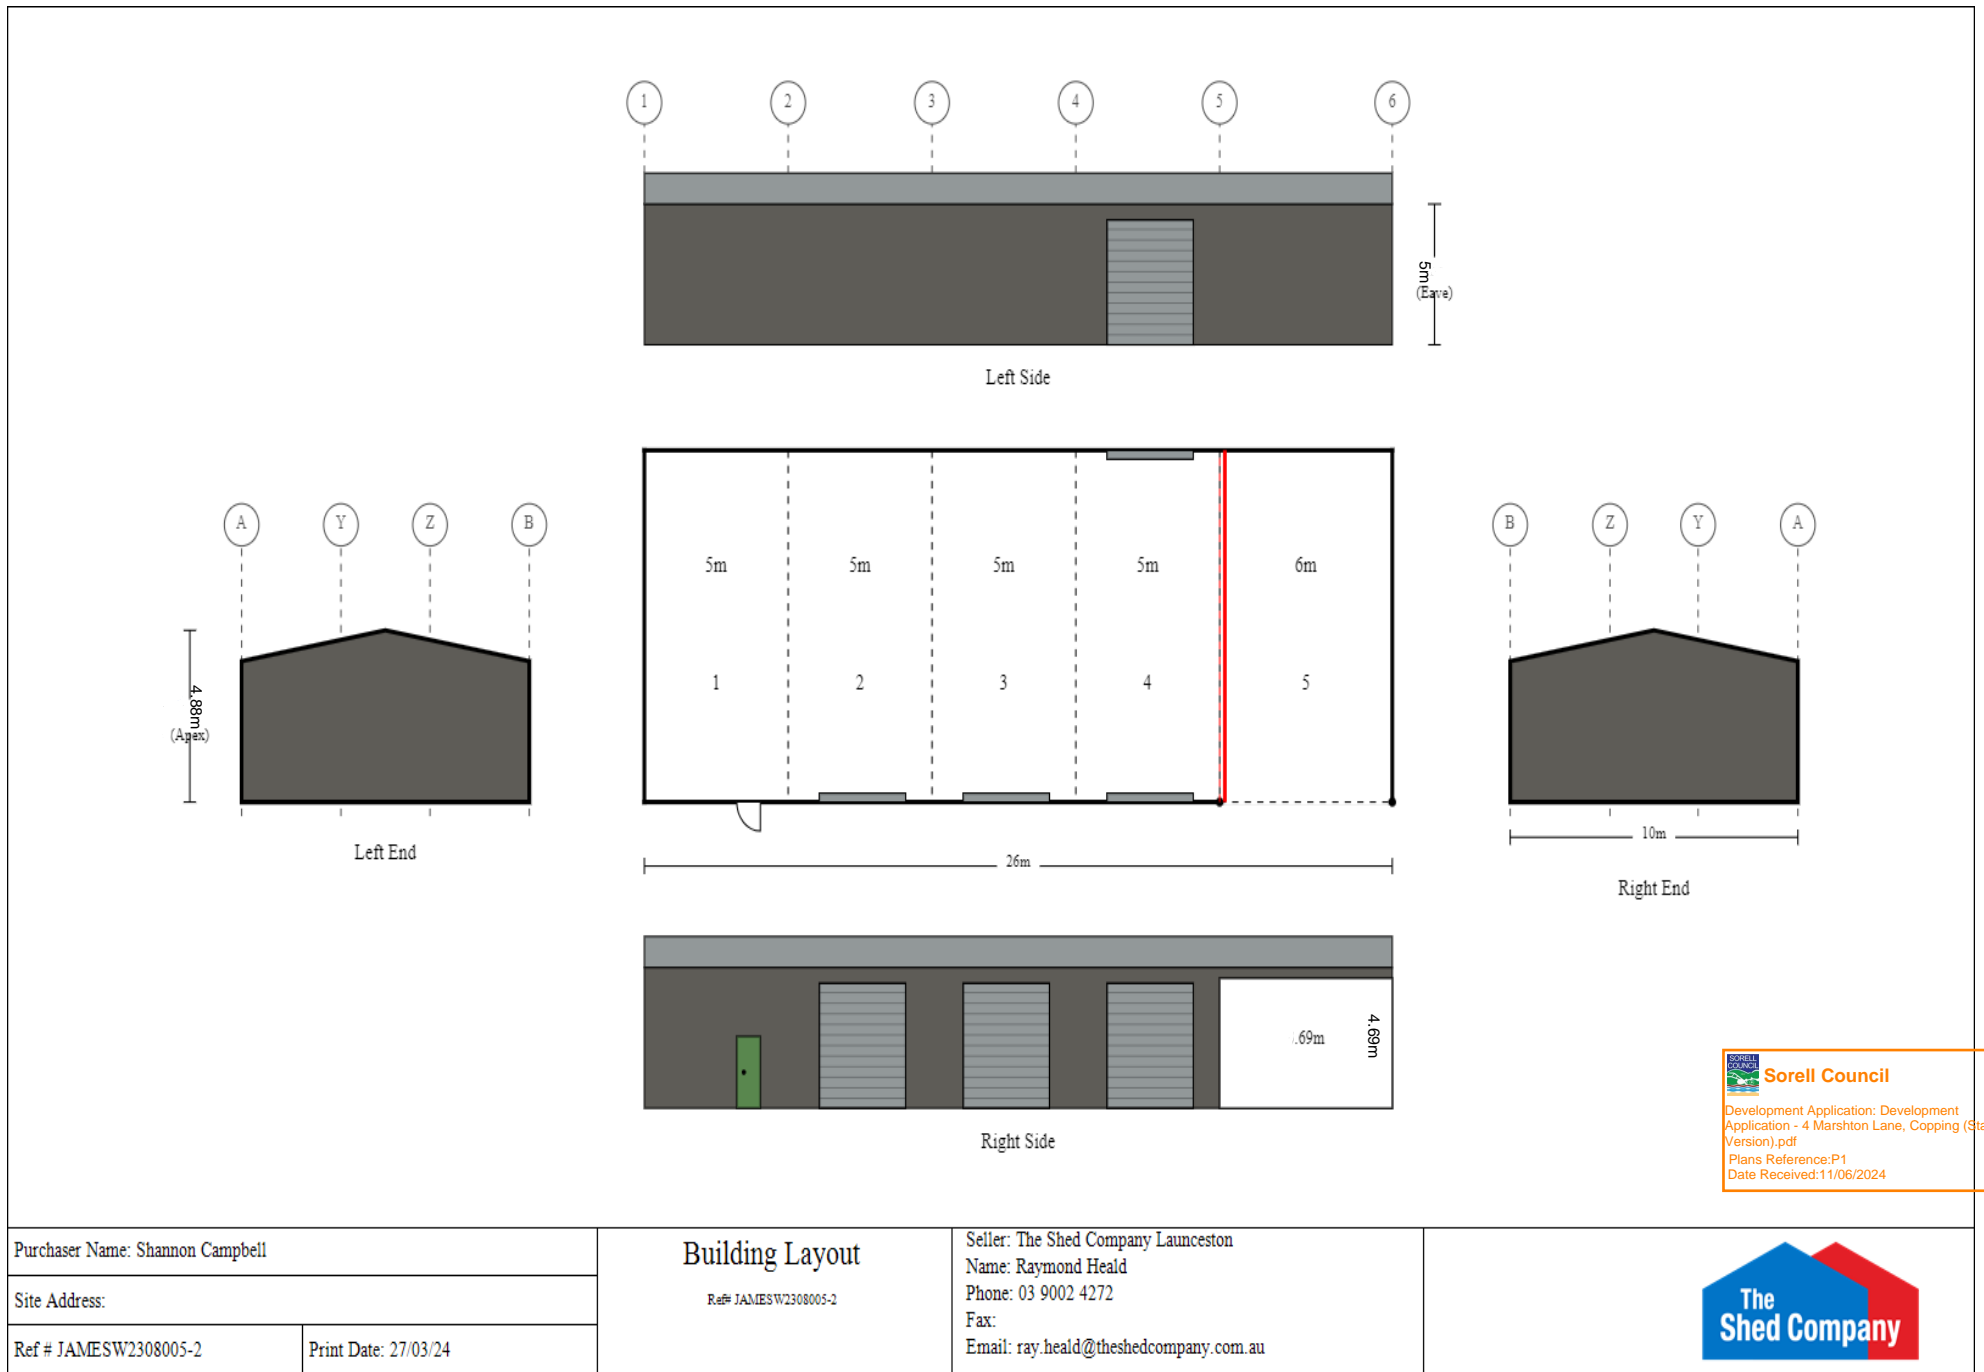 1 2 3 4 5 6
5m
(Eave)
Left Side
A Y Z B
B Z Y A
5m 5m 5m 5m 6m
1 2 3 4 5
4.88m
(Apex)
Left End
26m
10m
Right End
.69m
4.69m
Right Side
SORELL
COUNCIL
Sorell Council
Development Application: Development
Application - 4 Marshton Lane, Copping (Sta
Version).pdf
Plans Reference:P1
Date Received:11/06/2024
Purchaser Name: Shannon Campbell
Site Address:
Ref # JAMESW2308005-2
Print Date: 27/03/24
Building Layout
Ref# JAMESW2308005-2
Seller: The Shed Company Launceston
Name: Raymond Heald
Phone: 03 9002 4272
Fax:
Email: ray.heald@theshedcompany.com.au
The
Shed Company